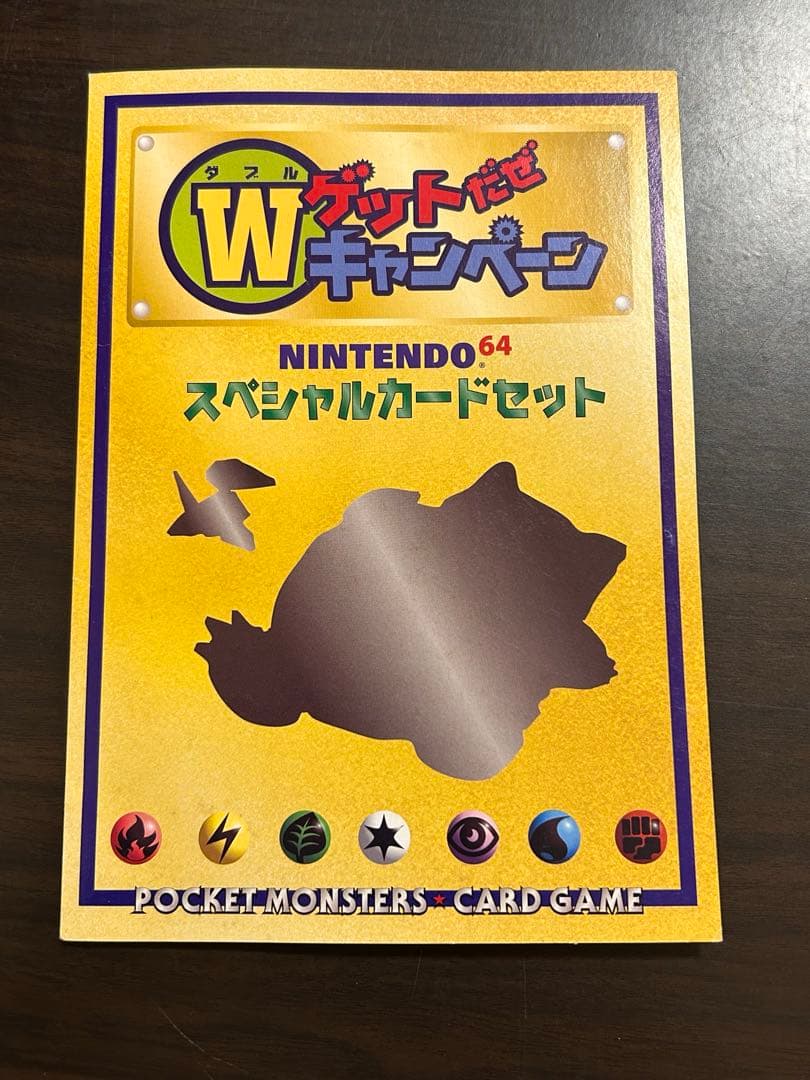 ダブル
W ゲットだぜ
キャンペーン
NINTENDO64®
スペシャルカードセット
POCKET MONSTERS★CARD GAME